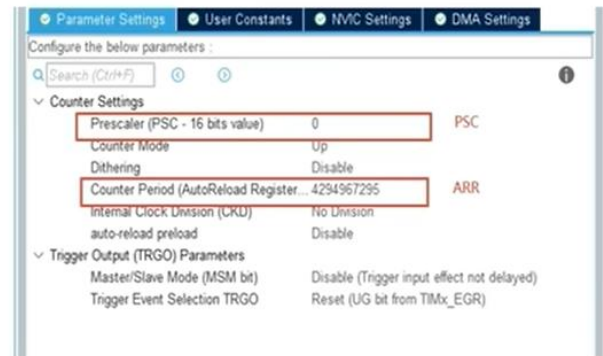 Parameter Settings User Constants NVIC Settings DMA Settings
Configure the below parameters :
Search (Ctrl+F)
Counter Settings
Prescaler (PSC - 16 bits value) 0 PSC
Counter Mode Up
Dithering Disable
Counter Period (AutoReload Register... 4294967295 ARR
Internal Clock Division (CKD) No Division
auto-reload preload Disable
Trigger Output (TRGO) Parameters
Master/Slave Mode (MSM bit) Disable (Trigger input effect not delayed)
Trigger Event Selection TRGO Reset (UG bit from TIMx_EGR)